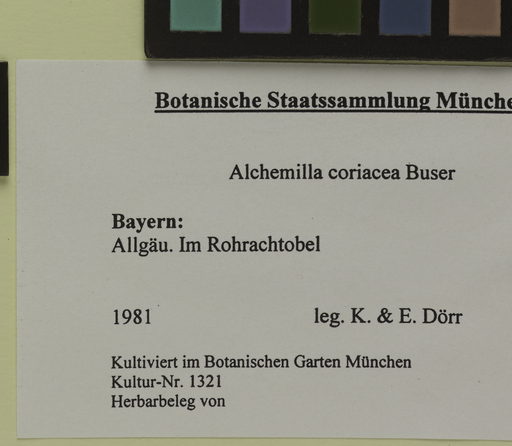 Botanische Staatssammlung Münche
Alchemilla coriacea Buser
Bayern:
Allgäu. Im Rohrachtobel
1981 leg. K. & E. Dörr
Kultiviert im Botanischen Garten München
Kultur-Nr. 1321
Herbarbeleg von